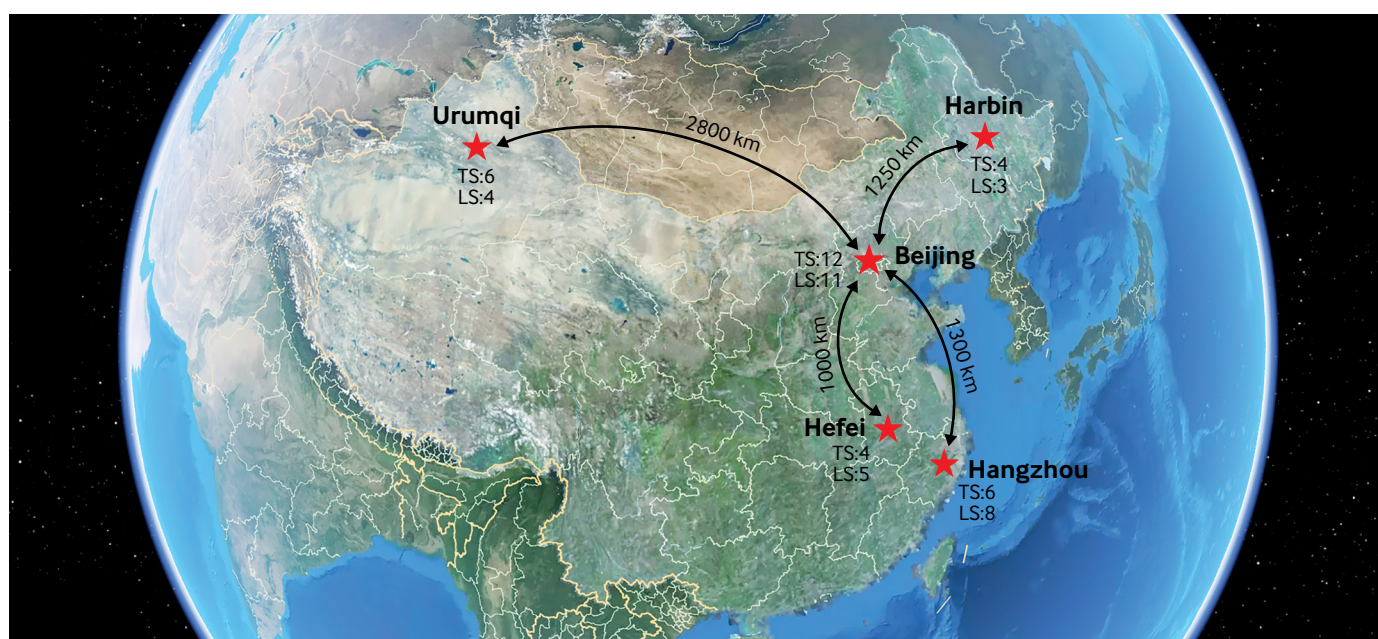 Urumqi
TS:6
LS:4
2800 km
Harbin
TS:4
LS:3
1250 km
TS:12
LS:11
Beijing
1000 km
1300 km
Hefei
TS:4
LS:5
Hangzhou
TS:6
LS:8